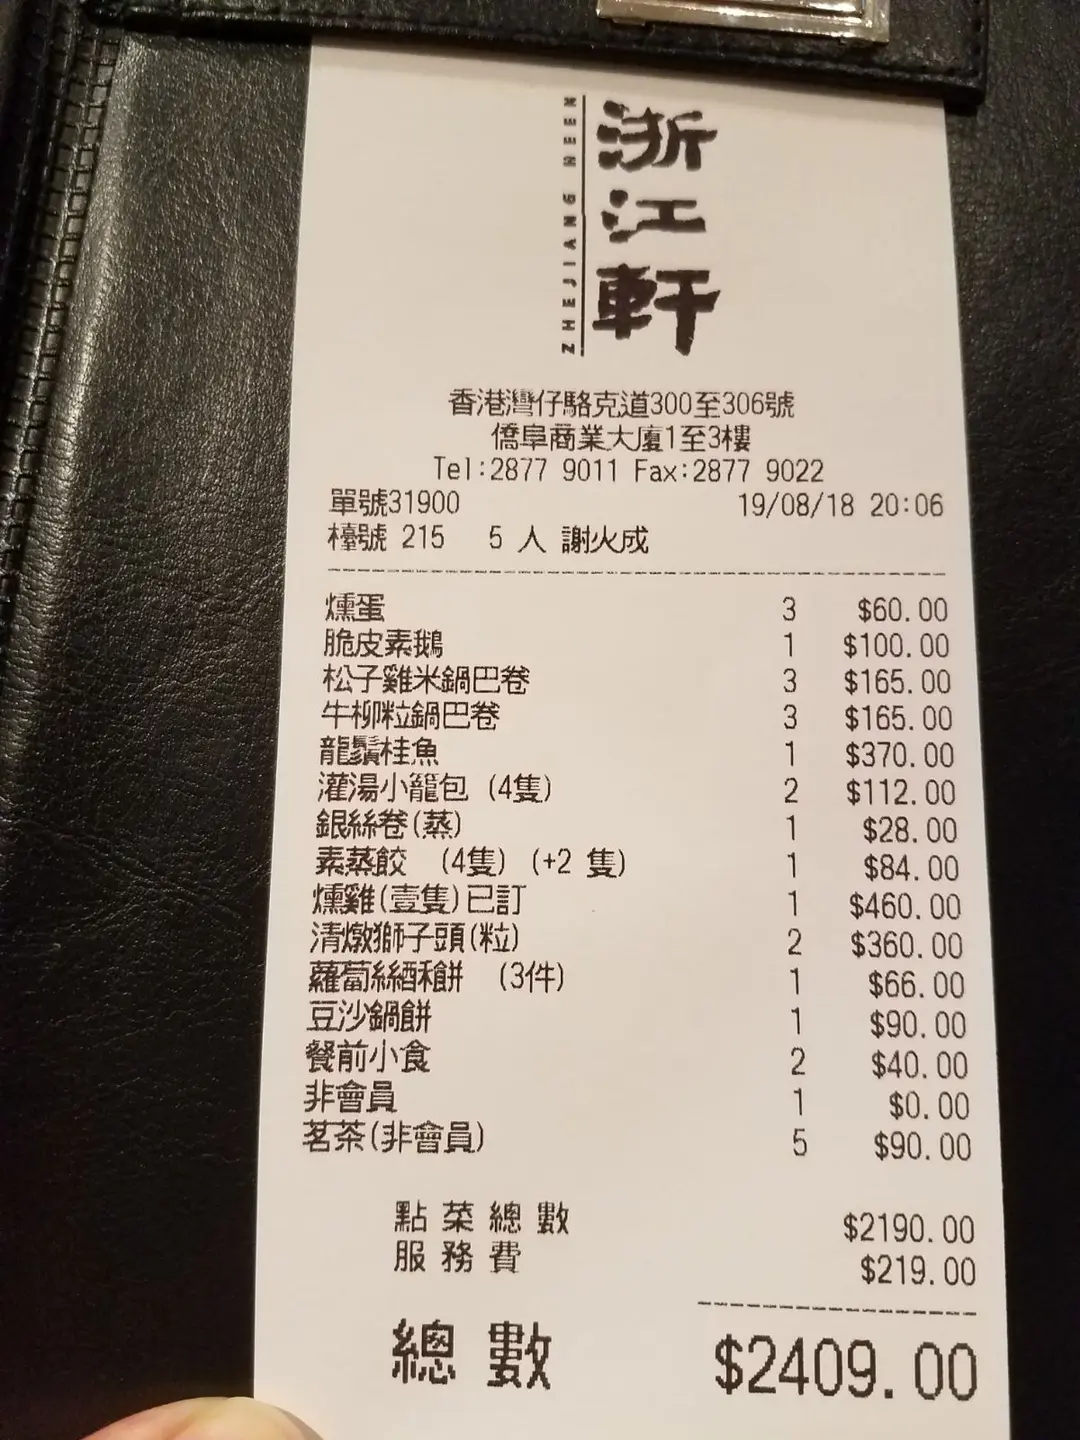 浙江軒
ZHEJIANG HEEN
香港灣仔駱克道300至306號
僑阜商業大廈1至3樓
Tel:2877 9011 Fax:2877 9022
單號31900 19/08/18 20:06
檯號 215 5 人 謝火成
燻蛋 3 $60.00
脆皮素鵝 1 $100.00
松子雞米鍋巴卷 3 $165.00
牛柳粒鍋巴卷 3 $165.00
龍鬚桂魚 1 $370.00
灌湯小籠包 (4隻) 2 $112.00
銀絲卷(蒸) 1 $28.00
素蒸餃 (4隻) (+2 隻) 1 $84.00
燻雞(壹隻)已訂 1 $460.00
清燉獅子頭(粒) 2 $360.00
蘿蔔絲酥餅 (3件) 1 $66.00
豆沙鍋餅 1 $90.00
餐前小食 2 $40.00
非會員 1 $0.00
茗茶(非會員) 5 $90.00
點菜總數 $2190.00
服務費 $219.00
總數 $2409.00